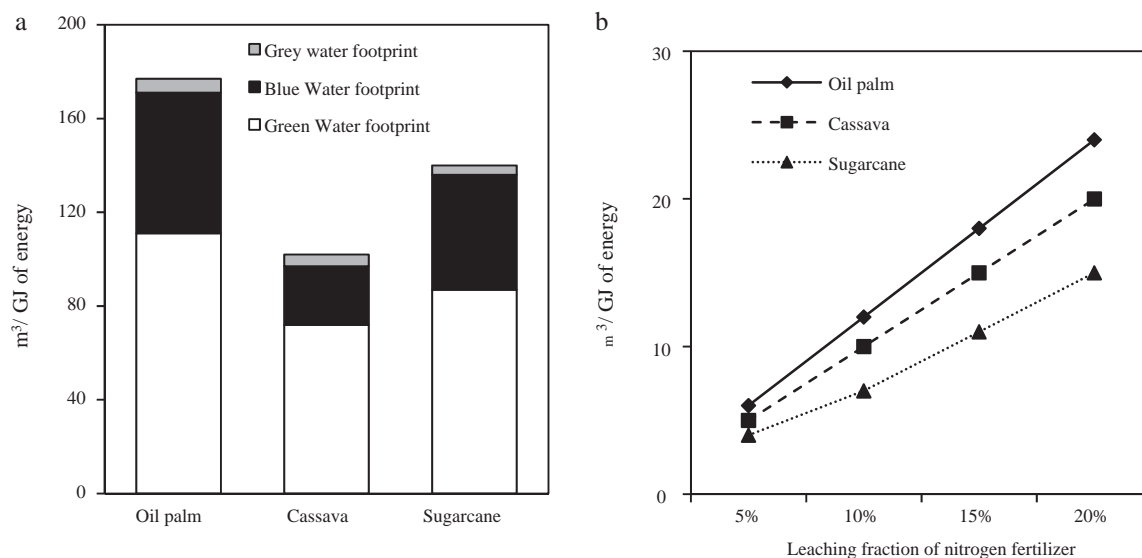 a
200
160
120
80
40
0
m³/ GJ of energy
Grey water footprint
Blue Water footprint
Green Water footprint
Oil palm Cassava Sugarcane
b
30
20
10
0
m ³/ GJ of energy
Oil palm
Cassava
Sugarcane
5% 10% 15% 20%
Leaching fraction of nitrogen fertilizer